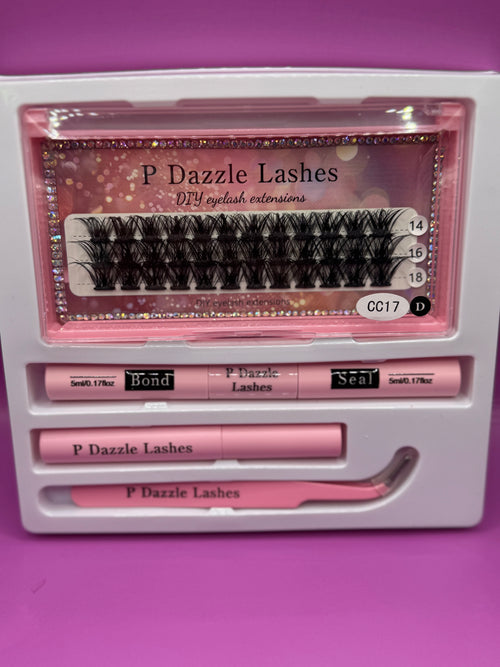 P Dazzle Lashes
DIY eyelash extensions
14
16
18
DIY eyelash extensions
CC17 D
5ml/0.17floz Bond P Dazzle Lashes Seal 5ml/0.17floz
P Dazzle Lashes
P Dazzle Lashes